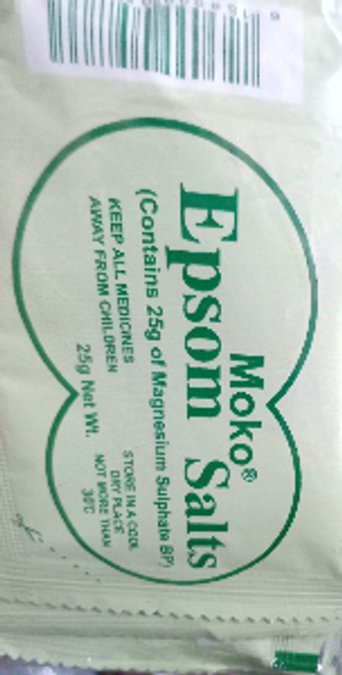 Moko®
Epsom Salts
(Contains 25g of Magnesium Sulphate BP)
KEEP ALL MEDICINES
AWAY FROM CHILDREN
STORE IN A COOL
DRY PLACE
NOT MORE THAN
30°C
25g Net Wt.